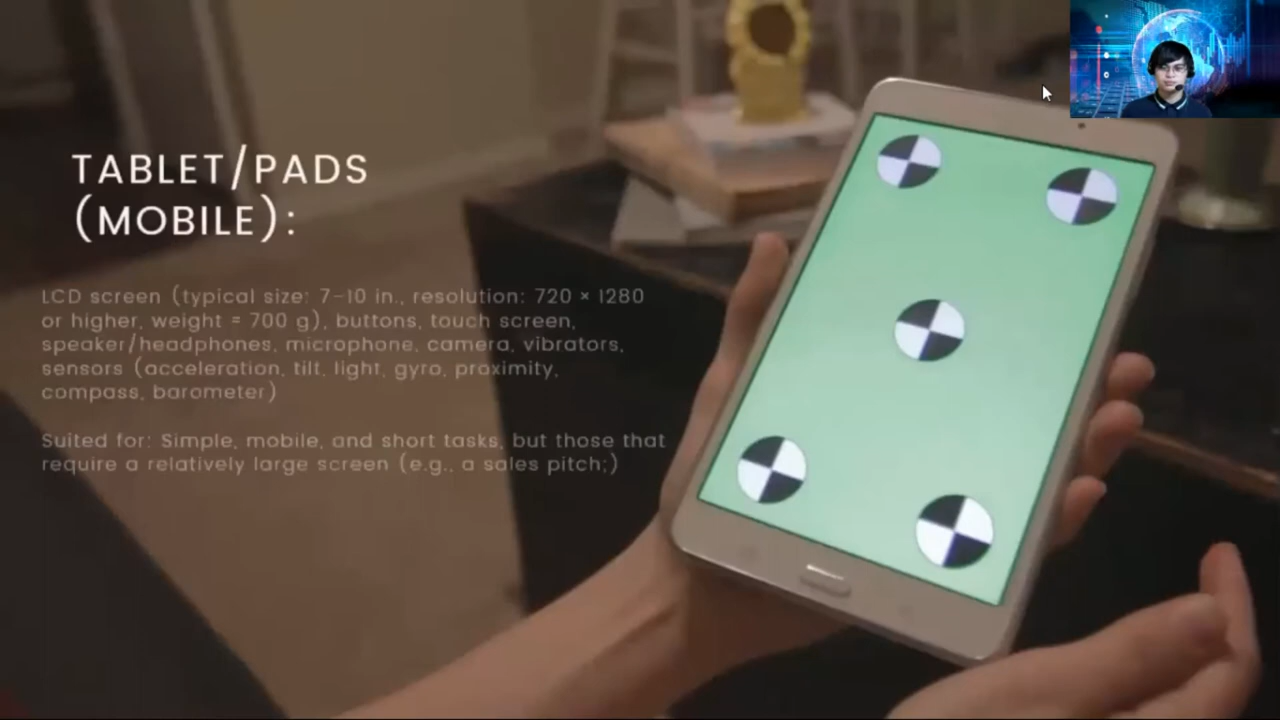 TABLET/PADS
(MOBILE):
LCD screen (typical size: 7-10 in., resolution: 720 × 1280
or higher, weight = 700 g), buttons, touch screen,
speaker/headphones, microphone, camera, vibrators,
sensors (acceleration, tilt, light, gyro, proximity,
compass, barometer)
Suited for: Simple, mobile, and short tasks, but those that
require a relatively large screen (e.g., a sales pitch;)